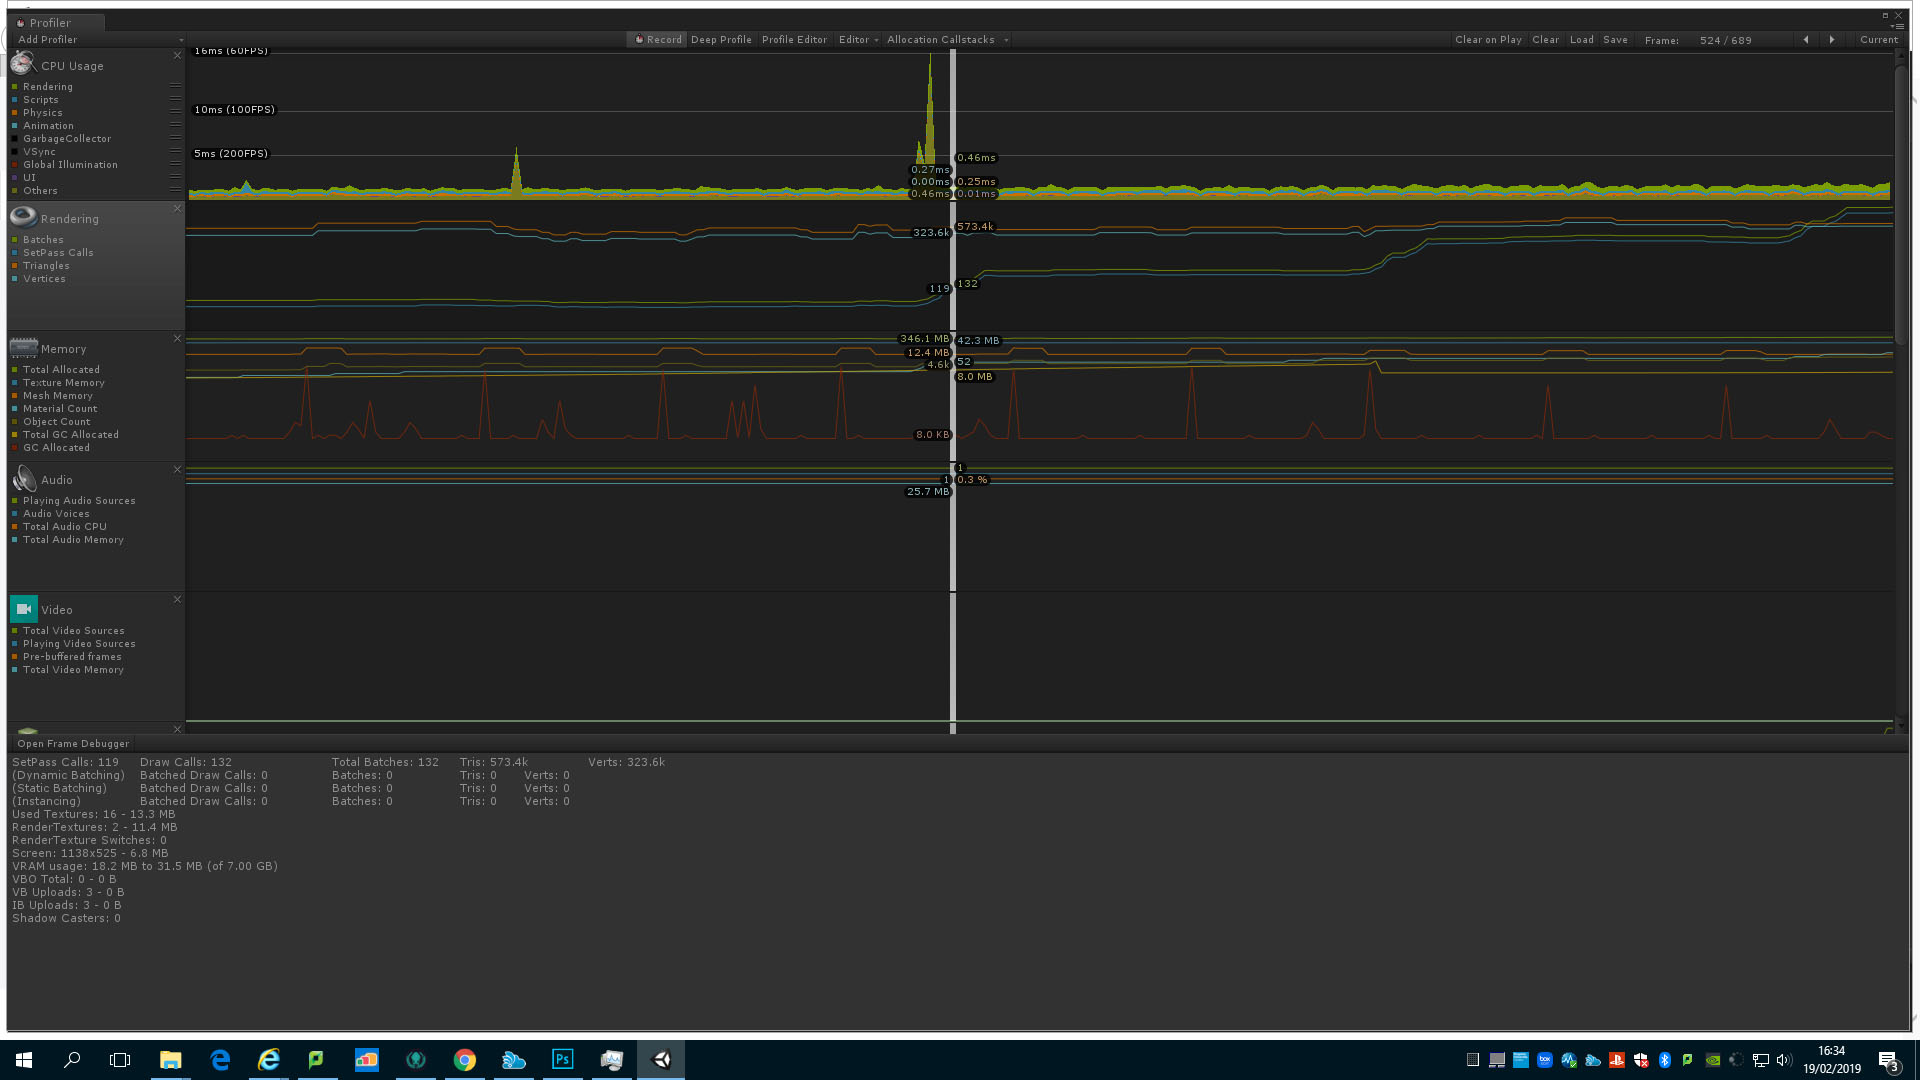 Profiler
Add Profiler
Record Deep Profile Profile Editor Editor Allocation Callstacks Clear on Play Clear Load Save Frame: 524 / 689 Current
CPU Usage
Rendering
Scripts
Physics
Animation
GarbageCollector
VSync
Global Illumination
UI
Others
16ms (60FPS)
10ms (100FPS)
5ms (200FPS)
0.46ms
0.27ms
0.00ms 0.25ms
0.46ms 0.01ms
Rendering
Batches
SetPass Calls
Triangles
Vertices
573.4k
323.6k
132
119
Memory
Total Allocated
Texture Memory
Mesh Memory
Material Count
Object Count
Total GC Allocated
GC Allocated
346.1 MB 42.3 MB
12.4 MB
4.6k 52
8.0 MB
8.0 KB
Audio
Playing Audio Sources
Audio Voices
Total Audio CPU
Total Audio Memory
1
1 0.3 %
25.7 MB
Video
Total Video Sources
Playing Video Sources
Pre-buffered frames
Total Video Memory
Open Frame Debugger
SetPass Calls: 119 Draw Calls: 132 Total Batches: 132 Tris: 573.4k Verts: 323.6k
(Dynamic Batching) Batched Draw Calls: 0 Batches: 0 Tris: 0 Verts: 0
(Static Batching) Batched Draw Calls: 0 Batches: 0 Tris: 0 Verts: 0
(Instancing) Batched Draw Calls: 0 Batches: 0 Tris: 0 Verts: 0
Used Textures: 16 - 13.3 MB
RenderTextures: 2 - 11.4 MB
RenderTexture Switches: 0
Screen: 1138x525 - 6.8 MB
VRAM usage: 18.2 MB to 31.5 MB (of 7.00 GB)
VBO Total: 0 - 0 B
VB Uploads: 3 - 0 B
IB Uploads: 3 - 0 B
Shadow Casters: 0
Ps
box
16:34
19/02/2019
3